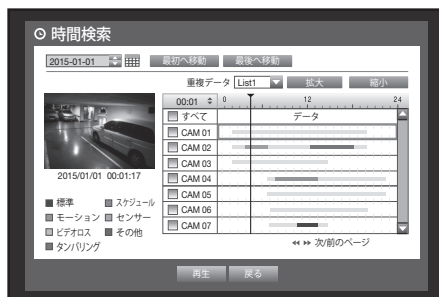 時間検索
2015-01-01 最初へ移動 最後へ移動
重複データ List1 拡大 縮小
00:01 0 12 24
すべて データ
CAM 01
CAM 02
CAM 03
CAM 04
CAM 05
CAM 06
CAM 07
2015/01/01 00:01:17
標準 スケジュール
モーション センサー
ビデオロス その他
タンパリング
次/前のページ
再生 戻る